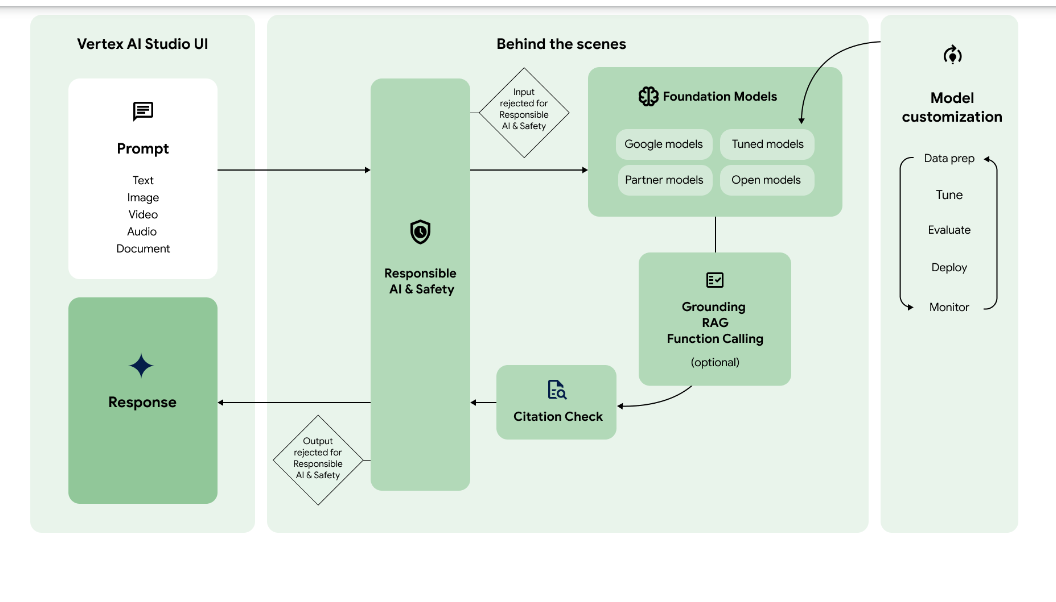 Vertex AI Studio UI
Prompt
Text
Image
Video
Audio
Document
Response
Behind the scenes
Responsible
AI & Safety
Input
rejected for
Responsible
AI & Safety
Output
rejected for
Responsible
AI & Safety
Foundation Models
Google models
Tuned models
Partner models
Open models
Grounding
RAG
Function Calling
(optional)
Citation Check
Model
customization
Data prep
Tune
Evaluate
Deploy
Monitor